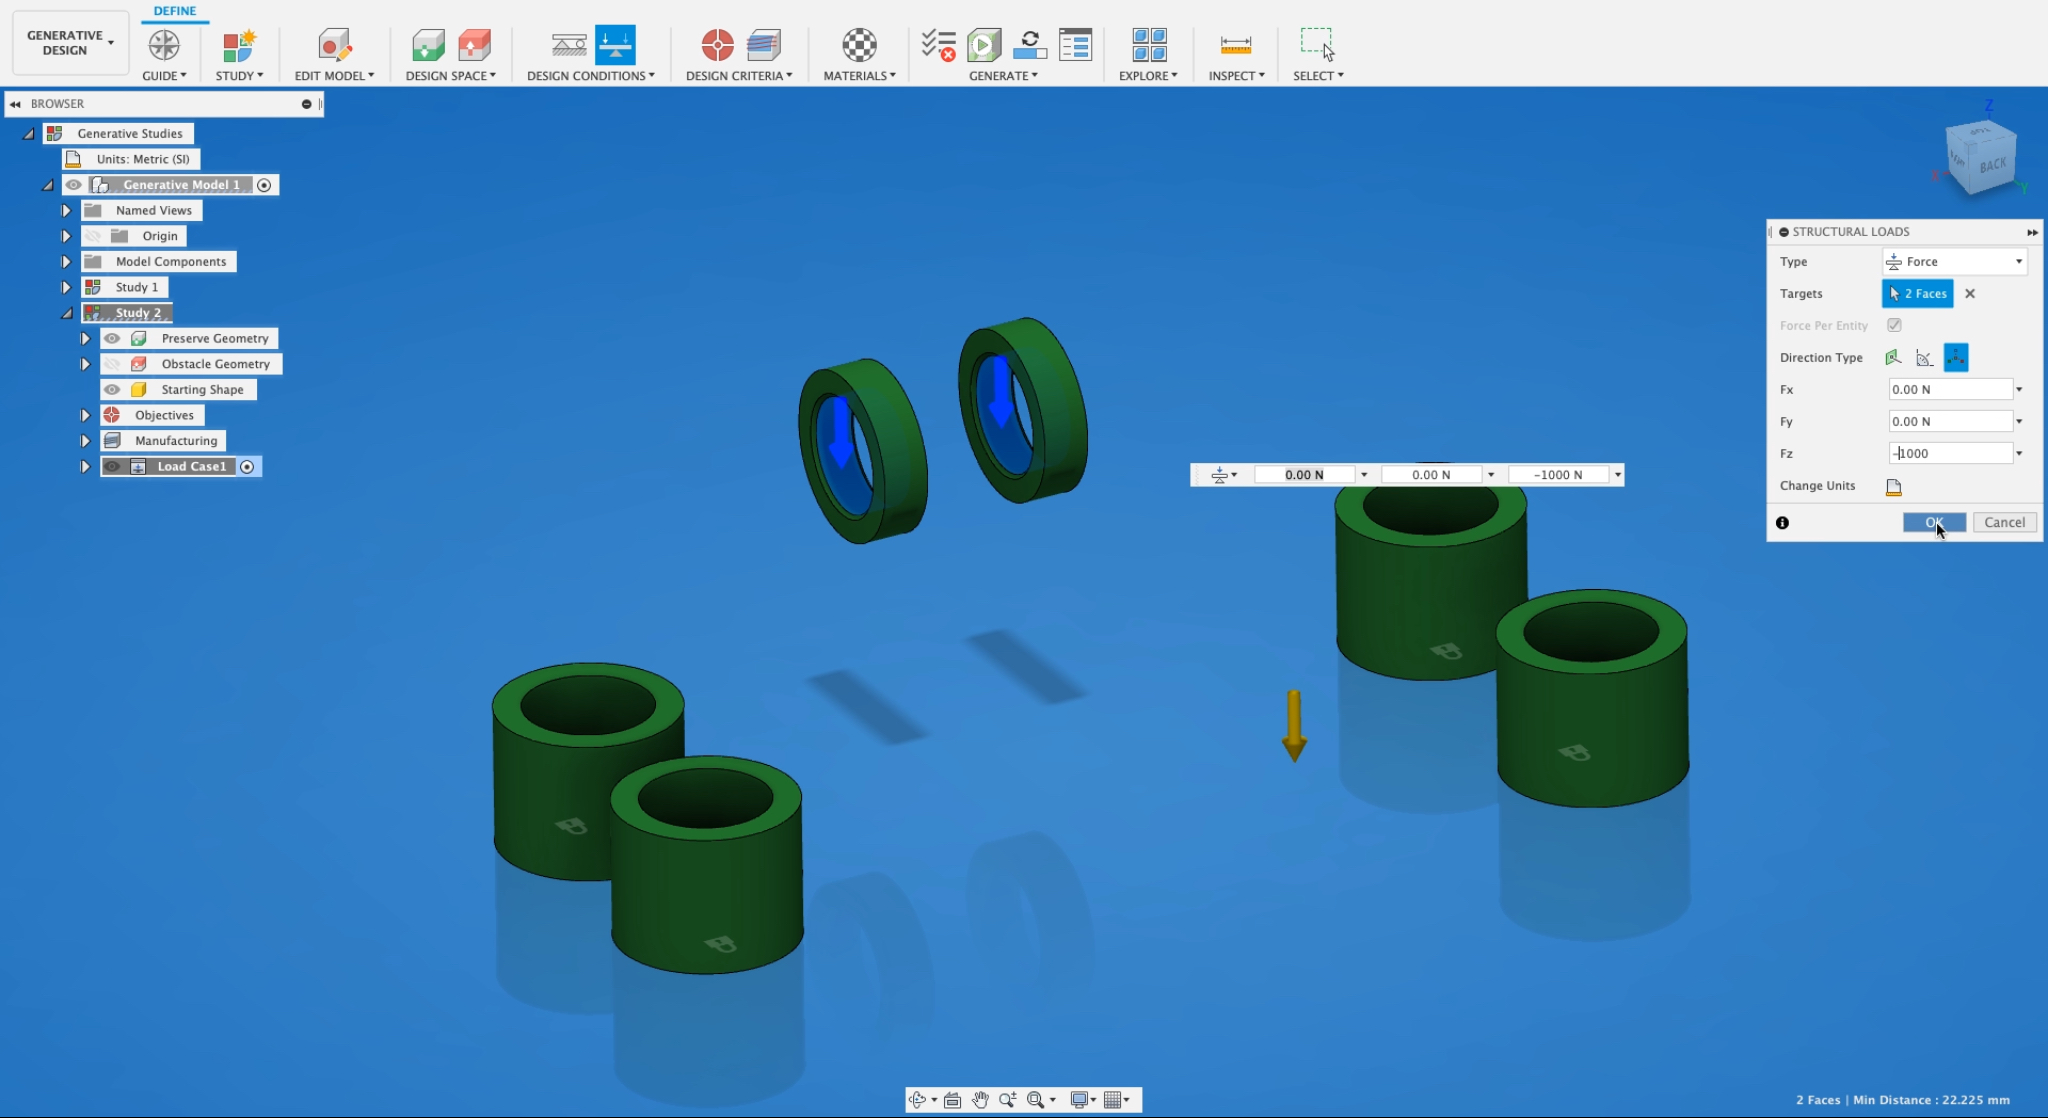 DEFINE
GENERATIVE DESIGN
GUIDE
STUDY
EDIT MODEL
DESIGN SPACE
DESIGN CONDITIONS
DESIGN CRITERIA
MATERIALS
GENERATE
EXPLORE
INSPECT
SELECT
BROWSER
Generative Studies
Units: Metric (SI)
Generative Model 1
Named Views
Origin
Model Components
Study 1
Study 2
Preserve Geometry
Obstacle Geometry
Starting Shape
Objectives
Manufacturing
Load Case1
Z
TOP
BACK
X
Y
STRUCTURAL LOADS
Type Force
Targets 2 Faces
Force Per Entity
Direction Type
Fx 0.00 N
Fy 0.00 N
Fz -1000
Change Units
OK Cancel
0.00 N 0.00 N -1000 N
2 Faces | Min Distance : 22.225 mm